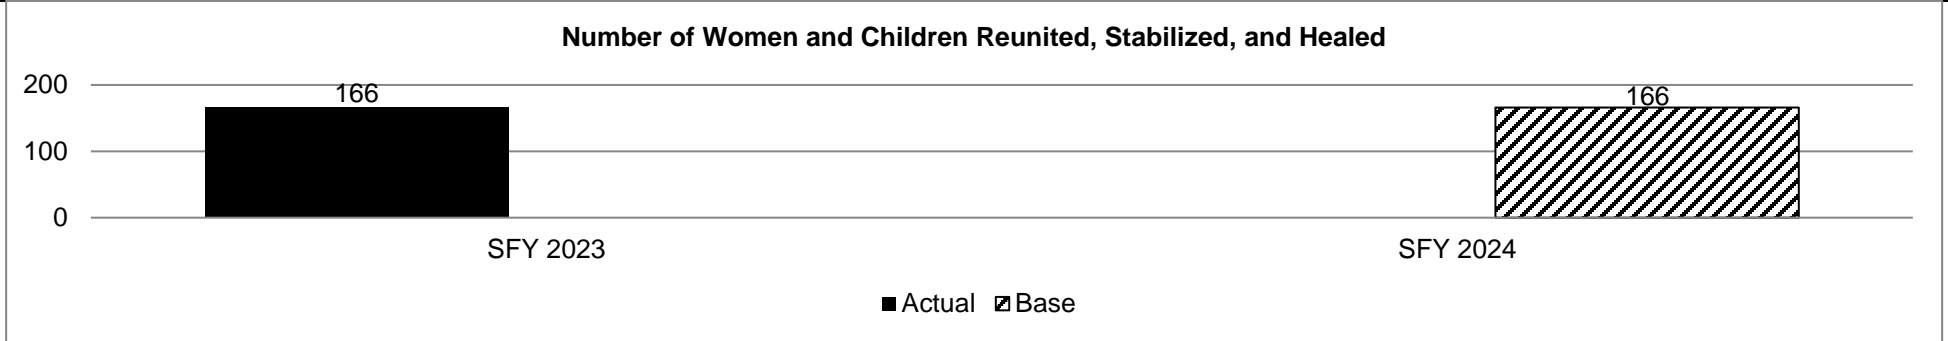 Number of Women and Children Reunited, Stabilized, and Healed
200
166
166
100
0
SFY 2023
SFY 2024
Actual
Base